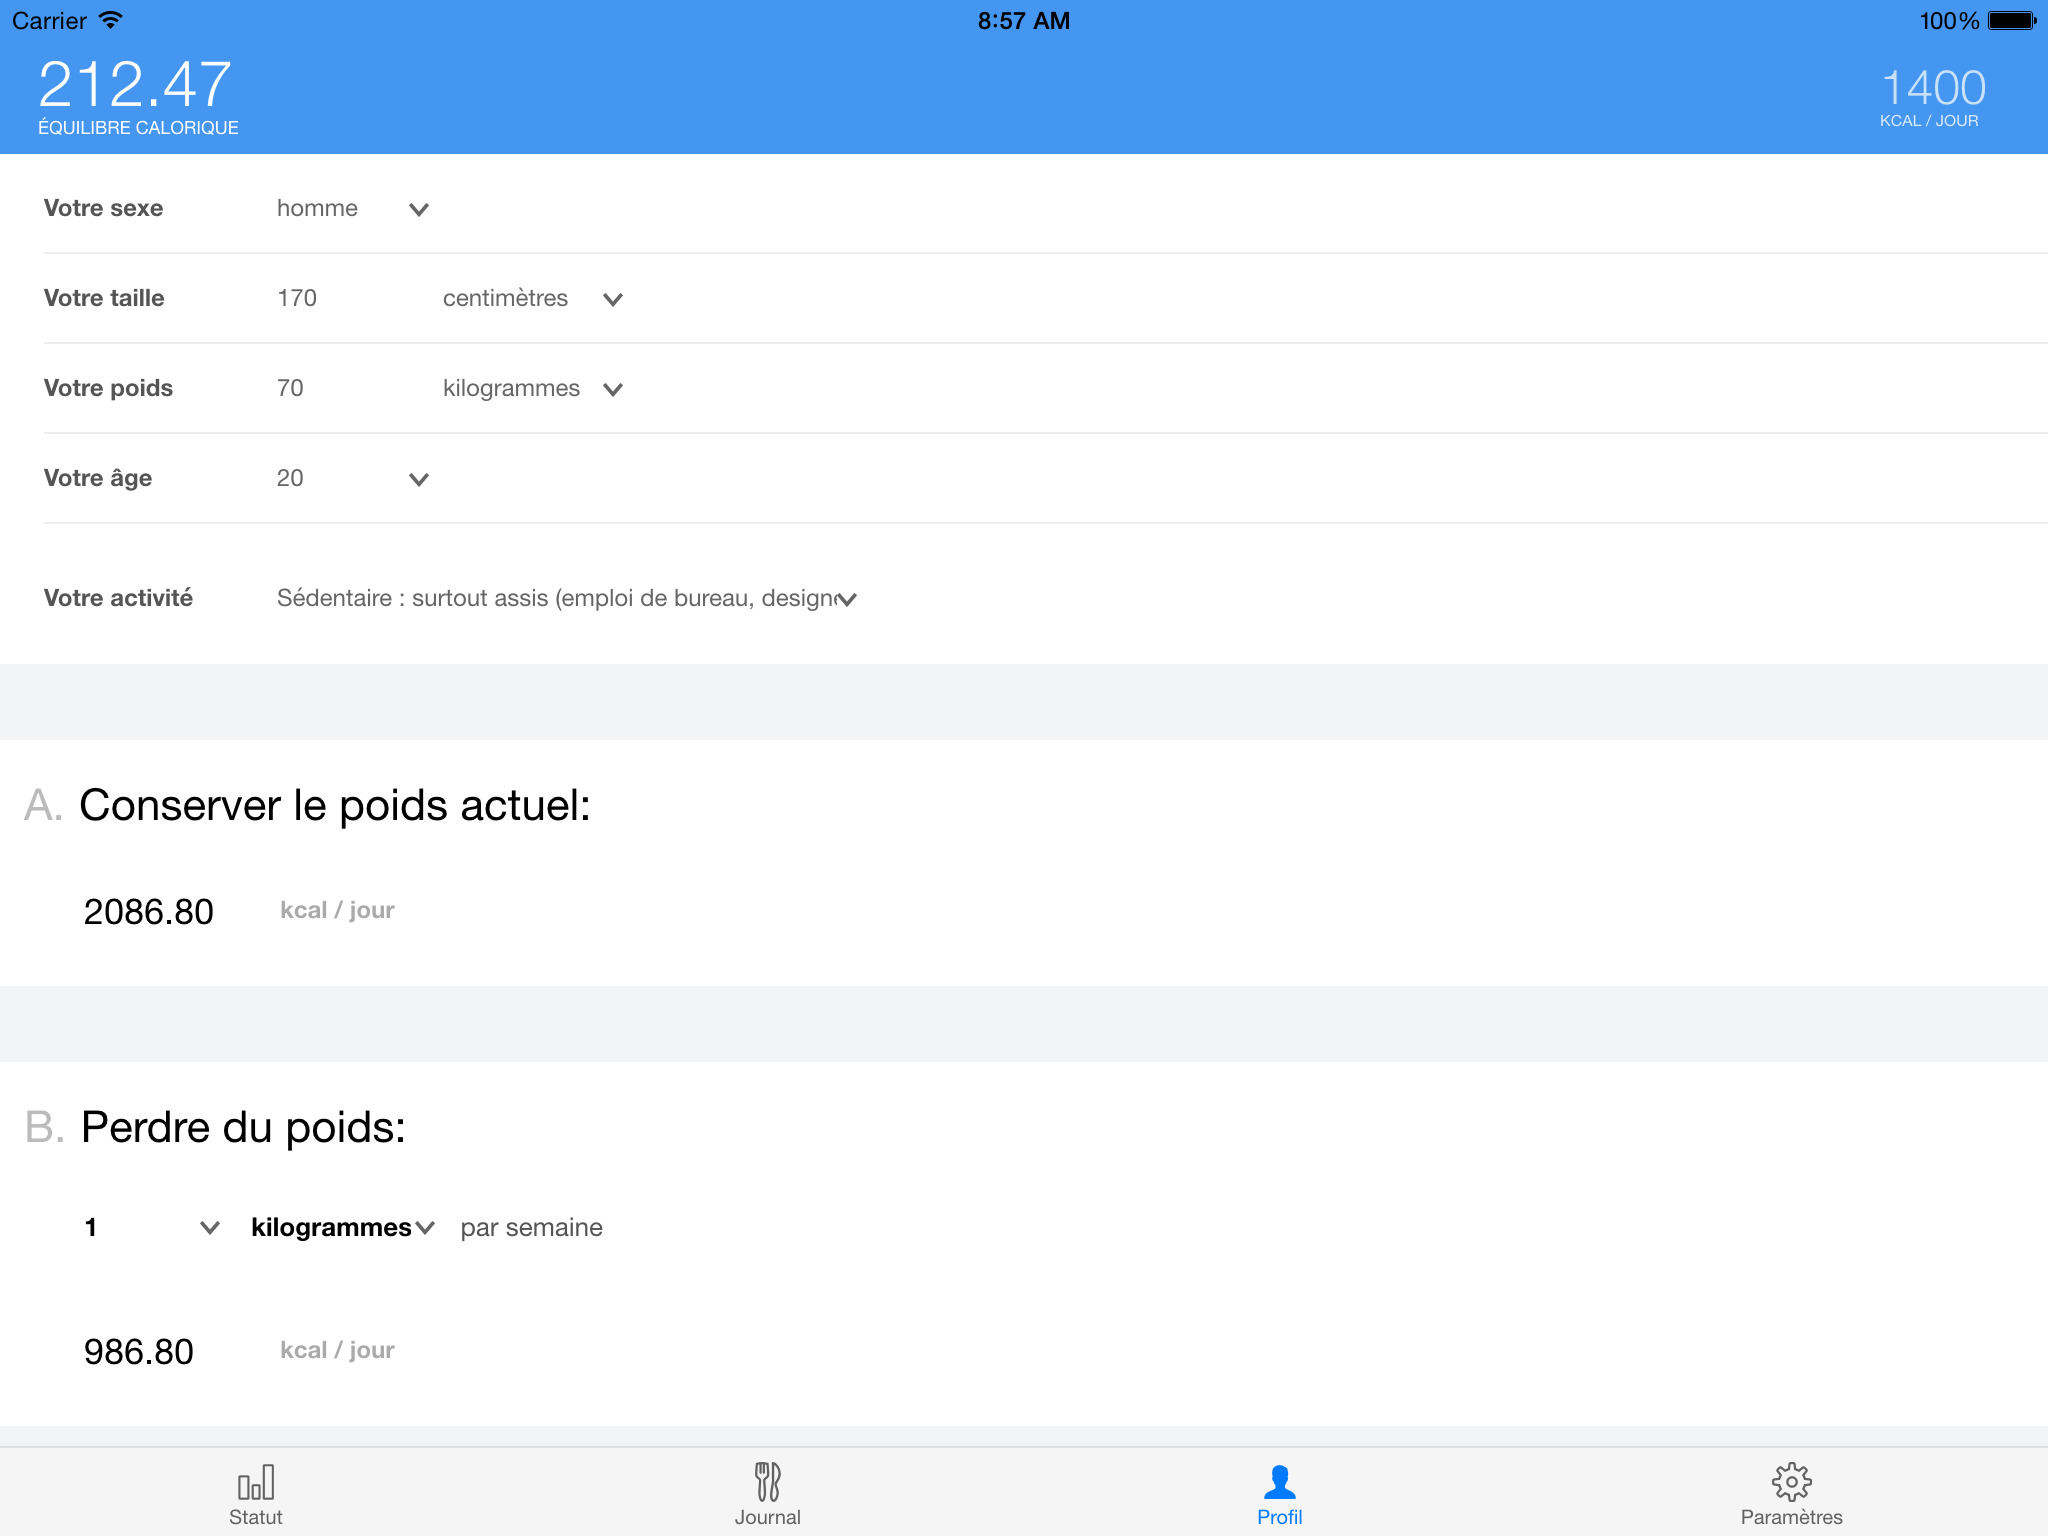 Carrier 8:57 AM 100%
212.47
ÉQUILIBRE CALORIQUE
1400
KCAL / JOUR
Votre sexe homme
Votre taille 170 centimètres
Votre poids 70 kilogrammes
Votre âge 20
Votre activité Sédentaire : surtout assis (emploi de bureau, design
A. Conserver le poids actuel:
2086.80 kcal / jour
B. Perdre du poids:
1 kilogrammes par semaine
986.80 kcal / jour
Statut Journal Profil Paramètres